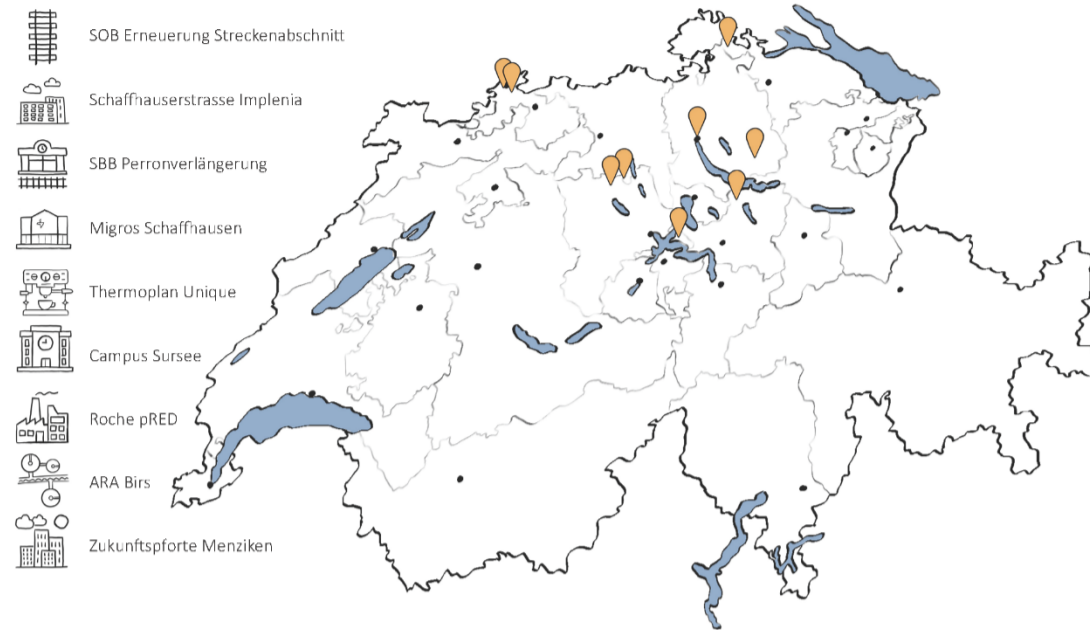 SOB Erneuerung Streckenabschnitt
Schaffhauserstrasse Implenia
SBB Perronverlängerung
Migros Schaffhausen
Thermoplan Unique
Campus Sursee
Roche pRED
ARA Birs
Zukunftspforte Menziken